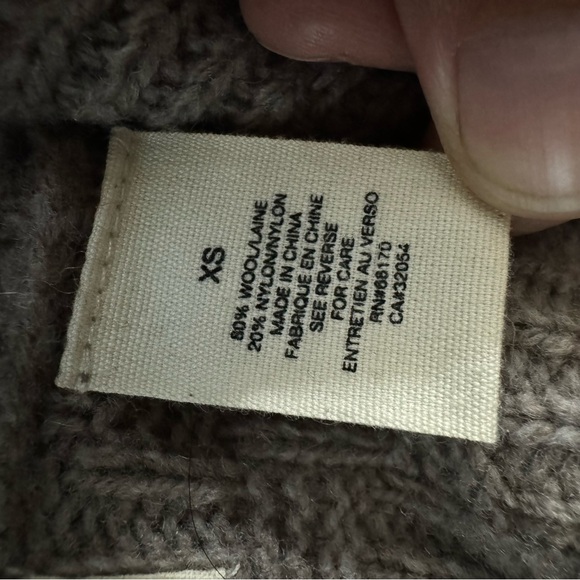 XS
80% WOOL/LAINE
20% NYLON/NYLON
MADE IN CHINA
FABRIQUE EN CHINE
SEE REVERSE
FOR CARE
ENTRETIEN AU VERSO
RN#68170
CA#32054